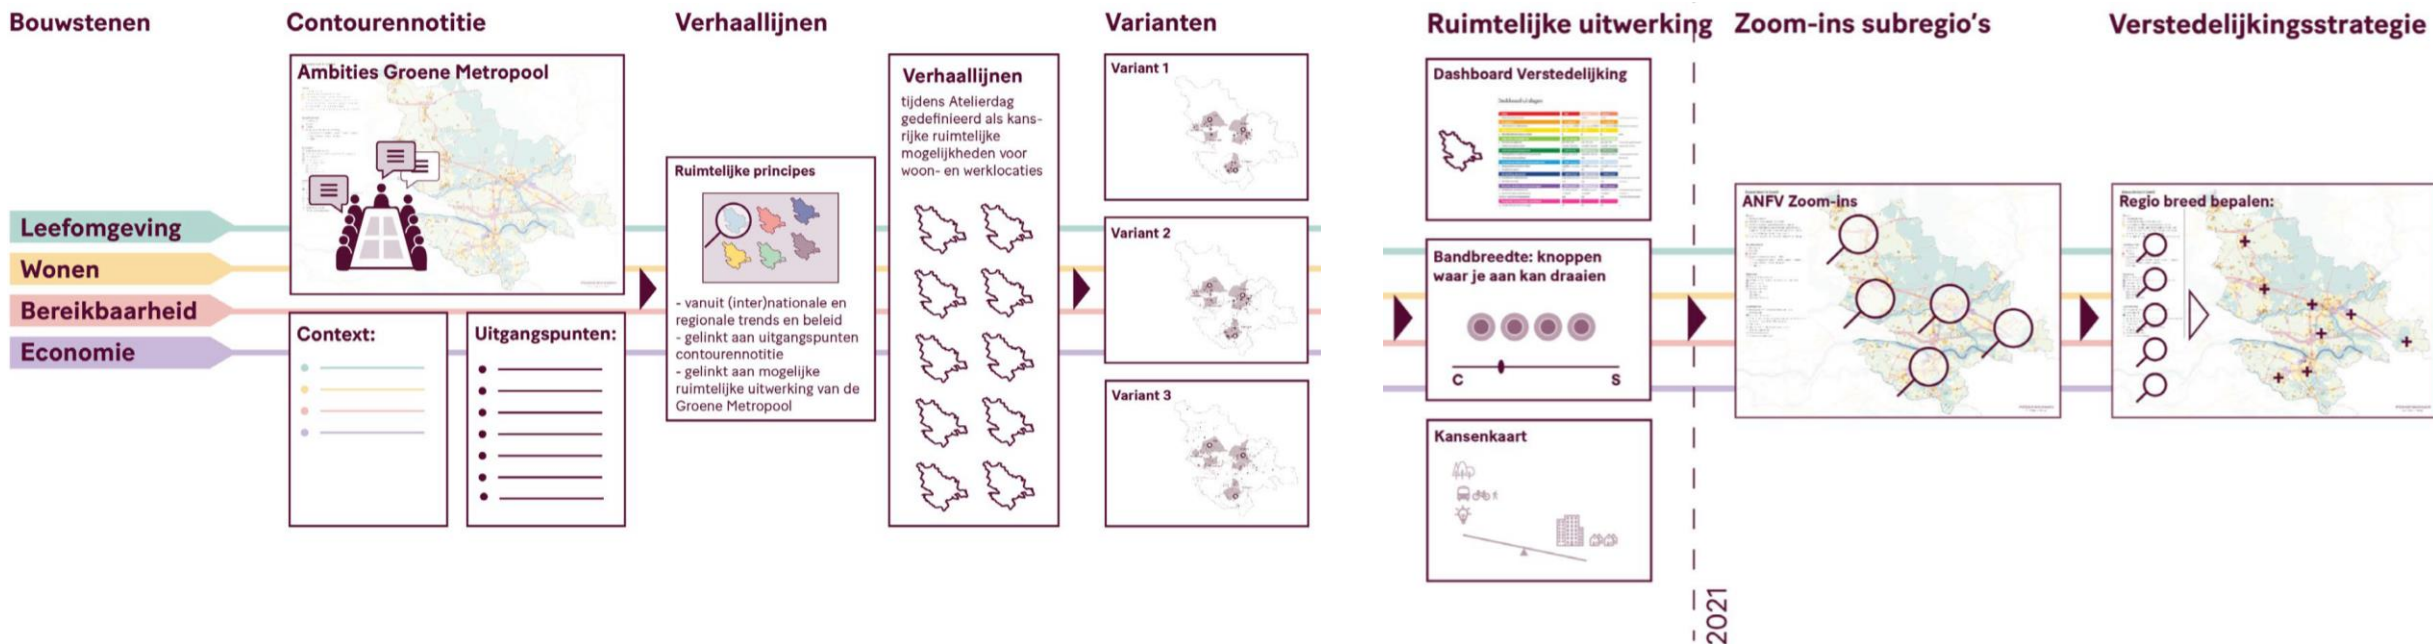 Bouwstenen
Contourennotitie
Verhaallijnen
Varianten
Ruimtelijke uitwerking
Zoom-ins subregio's
Verstedelijkingsstrategie
Leefomgeving
Wonen
Bereikbaarheid
Economie
Ambities Groene Metropool
Context:
Uitgangspunten:
Ruimtelijke principes
- vanuit (inter)nationale en
regionale trends en beleid
- gelinkt aan uitgangspunten
contourennotitie
- gelinkt aan mogelijke
ruimtelijke uitwerking van de
Groene Metropool
Verhaallijnen
tijdens Atelierdag
gedefinieerd als kans-
rijke ruimtelijke
mogelijkheden voor
woon- en werklocaties
Variant 1
Variant 2
Variant 3
Dashboard Verstedelijking
Bandbreedte: knoppen
waar je aan kan draaien
C S
Kansenkaart
2021
ANFV Zoom-ins
Regio breed bepalen: